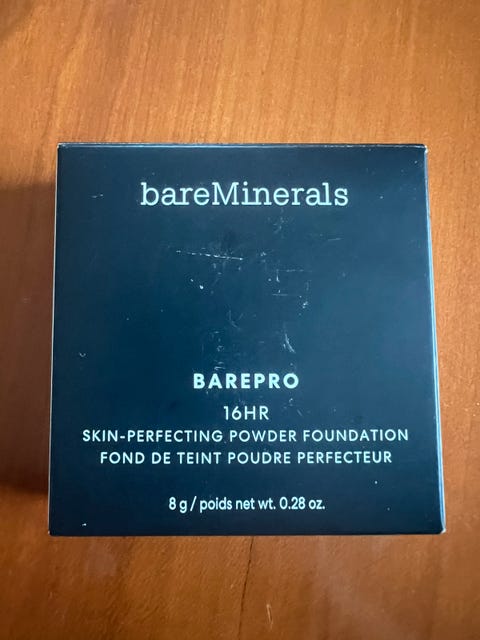 bareMinerals
BAREPRO
16HR
SKIN-PERFECTING POWDER FOUNDATION
FOND DE TEINT POUDRE PERFECTEUR
8 g / poids net wt. 0.28 oz.